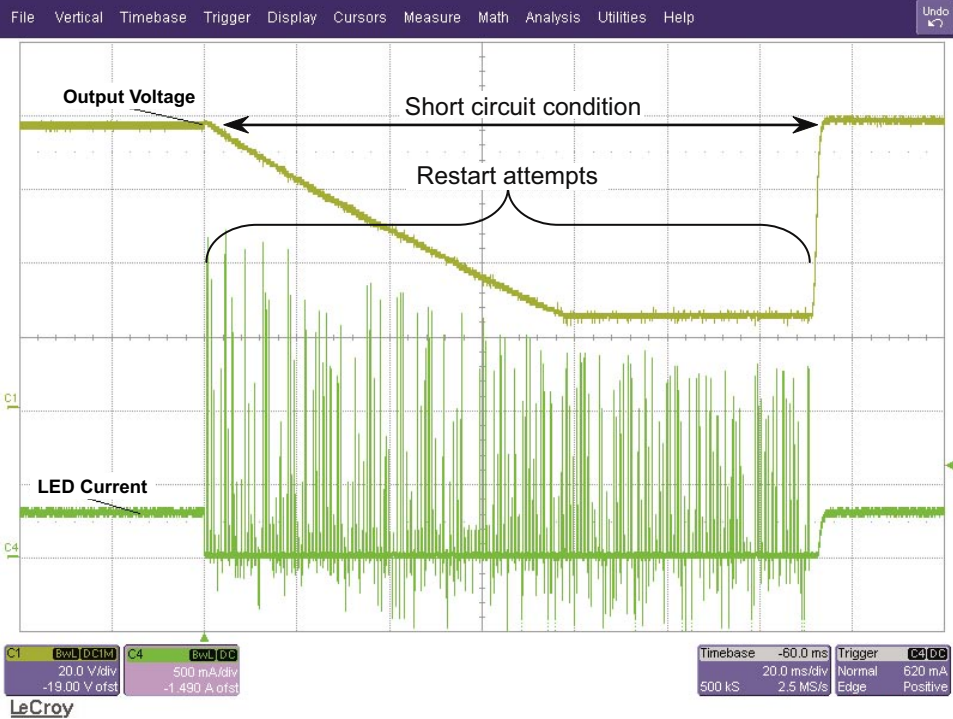 File Vertical Timebase Trigger Display Cursors Measure Math Analysis Utilities Help
Undo
Output Voltage
Short circuit condition
Restart attempts
C1
LED Current
C4
C1 BwL DC1M
20.0 V/div
-19.00 V ofst
C4 BwL DC
500 mA/div
-1.490 A ofst
Timebase -60.0 ms
20.0 ms/div
500 kS 2.5 MS/s
Trigger C4 DC
Normal 620 mA
Edge Positive
LeCroy